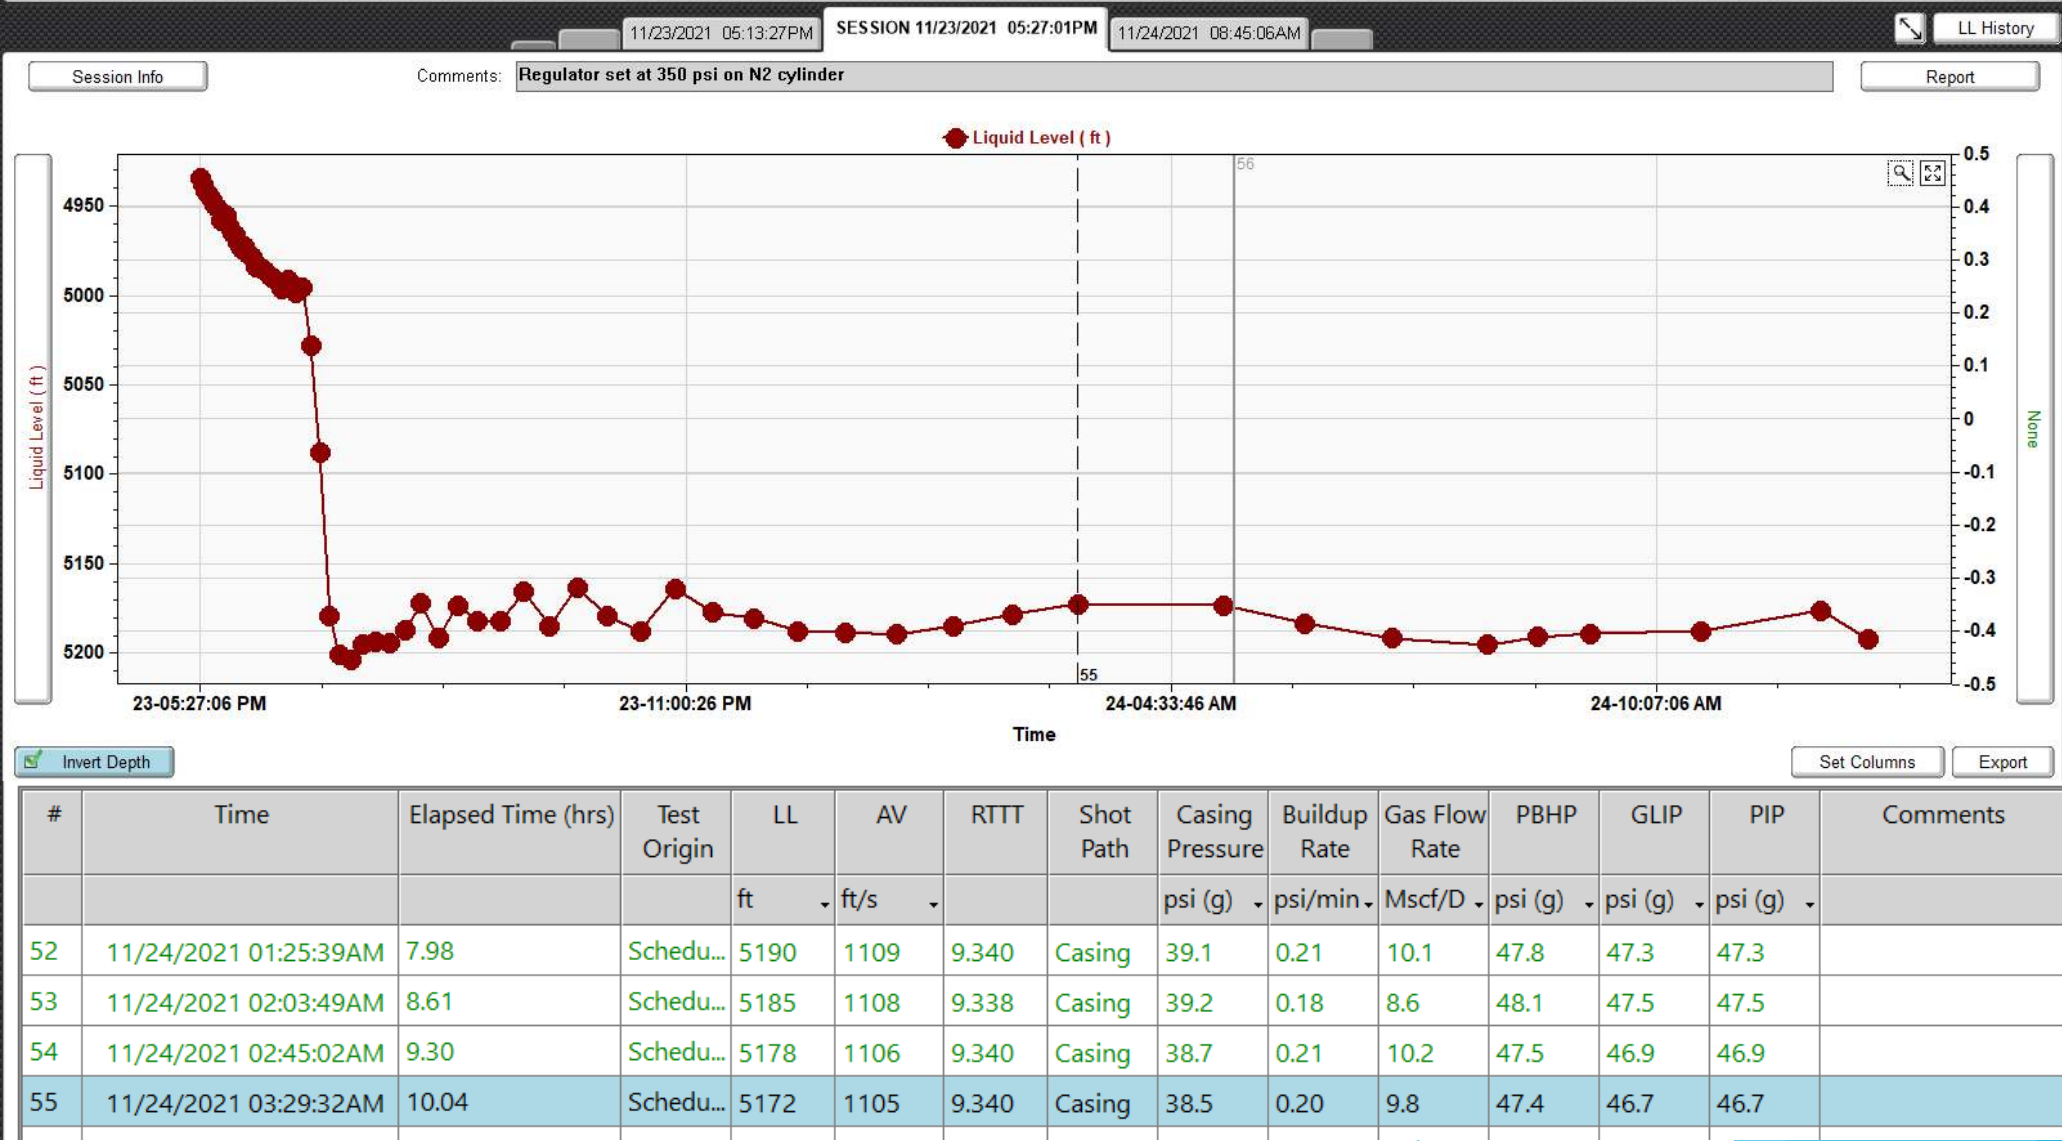 11/23/2021 05:13:27PM
SESSION 11/23/2021 05:27:01PM
11/24/2021 08:45:06AM
LL History
Session Info
Comments:
Regulator set at 350 psi on N2 cylinder
Report
Liquid Level ( ft )
Liquid Level ( ft )
4950
5000
5050
5100
5150
5200
56
55
0.5
0.4
0.3
0.2
0.1
0
-0.1
-0.2
-0.3
-0.4
-0.5
None
23-05:27:06 PM 23-11:00:26 PM 24-04:33:46 AM 24-10:07:06 AM
Time
Invert Depth
Set Columns
Export
# Time Elapsed Time (hrs) Test Origin LL AV RTTT Shot Path Casing Pressure Buildup Rate Gas Flow Rate PBHP GLIP PIP Comments
ft ft/s psi (g) psi/min Mscf/D psi (g) psi (g) psi (g)
52 11/24/2021 01:25:39AM 7.98 Schedu... 5190 1109 9.340 Casing 39.1 0.21 10.1 47.8 47.3 47.3
53 11/24/2021 02:03:49AM 8.61 Schedu... 5185 1108 9.338 Casing 39.2 0.18 8.6 48.1 47.5 47.5
54 11/24/2021 02:45:02AM 9.30 Schedu... 5178 1106 9.340 Casing 38.7 0.21 10.2 47.5 46.9 46.9
55 11/24/2021 03:29:32AM 10.04 Schedu... 5172 1105 9.340 Casing 38.5 0.20 9.8 47.4 46.7 46.7